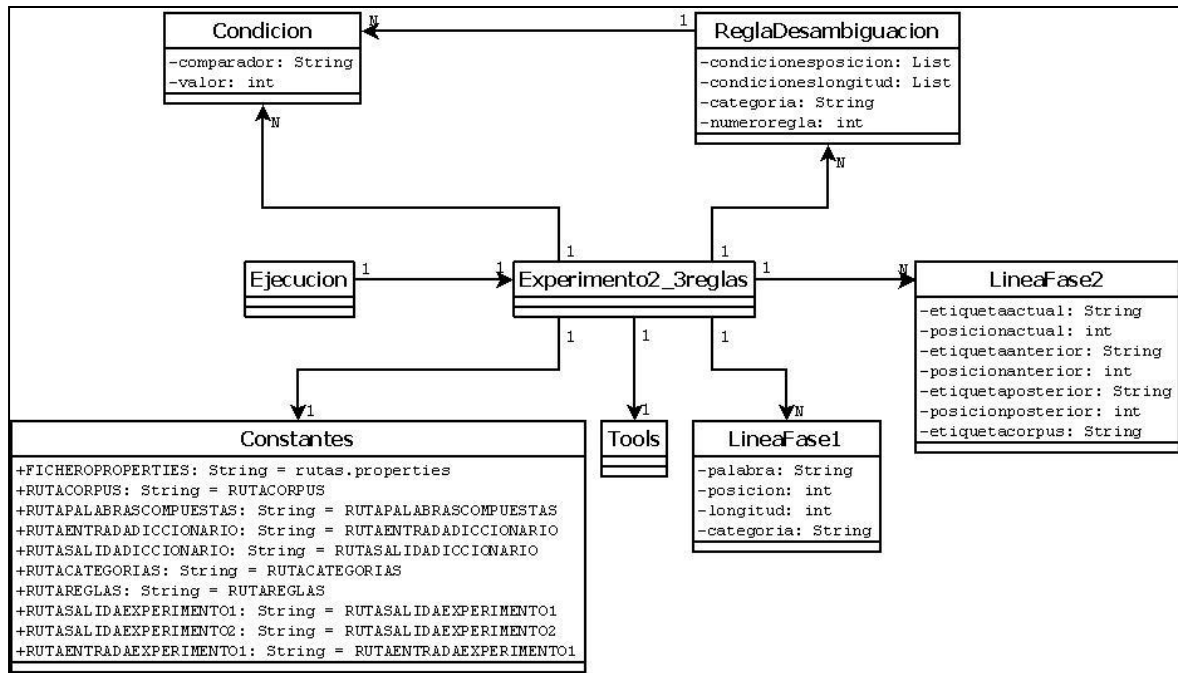 Condicion
-comparador: String
-valor: int
N
1
ReglaDesambiguacion
-condicionesposicion: List
-condicioneslongitud: List
-categoria: String
-numeroregla: int
N
N
1
1
Ejecucion
1
1
Experimento2_3reglas
1
N
LineaFase2
-etiquetaactual: String
-posicionactual: int
-etiquetaanterior: String
-posicionanterior: int
-etiquetaposterior: String
-posicionposterior: int
-etiquetacorpus: String
1
1
1
1
1
N
Constantes
+FICHEROPROPERTIES: String = rutas.properties
+RUTACORPUS: String = RUTACORPUS
+RUTAPALABRASCOMPUESTAS: String = RUTAPALABRASCOMPUESTAS
+RUTAENTRADADICCIONARIO: String = RUTAENTRADADICCIONARIO
+RUTASALIDADICCIONARIO: String = RUTASALIDADICCIONARIO
+RUTACATEGORIAS: String = RUTACATEGORIAS
+RUTAREGLAS: String = RUTAREGLAS
+RUTASALIDAEXPERIMENTO1: String = RUTASALIDAEXPERIMENTO1
+RUTASALIDAEXPERIMENTO2: String = RUTASALIDAEXPERIMENTO2
+RUTAENTRADAEXPERIMENTO1: String = RUTAENTRADAEXPERIMENTO1
Tools
LineaFase1
-palabra: String
-posicion: int
-longitud: int
-categoria: String